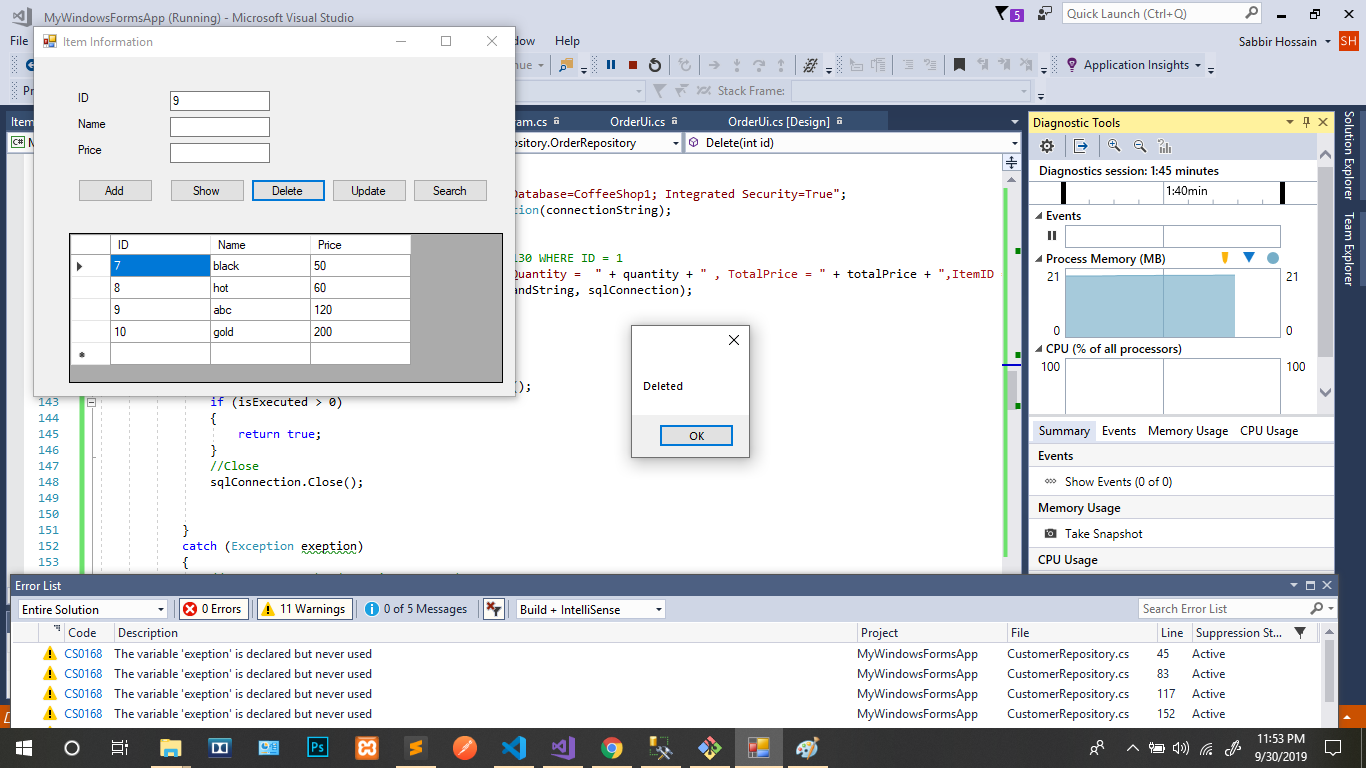 MyWindowsFormsApp (Running) - Microsoft Visual Studio
5
Quick Launch (Ctrl+Q)
File
Help
Sabbir Hossain
SH
Application Insights
Stack Frame:
Item Information
ID
9
Name
Price
Add
Show
Delete
Update
Search
ID Name Price
7 black 50
8 hot 60
9 abc 120
10 gold 200
OrderUi.cs
OrderUi.cs [Design]
Delete(int id)
Database=CoffeeShop1; Integrated Security=True";
(connectionString);
WHERE ID = 1
Quantity =  " + quantity + " , TotalPrice = " + totalPrice + ",ItemID
sqlConnection);
143 if (isExecuted > 0)
144 {
145 return true;
146 }
147 //Close
148 sqlConnection.Close();
149
150
151 }
152 catch (Exception exeption)
153 {
Deleted
OK
Diagnostic Tools
Diagnostics session: 1:45 minutes
1:40min
Events
Process Memory (MB)
21 21
0 0
CPU (% of all processors)
100 100
Summary Events Memory Usage CPU Usage
Events
Show Events (0 of 0)
Memory Usage
Take Snapshot
CPU Usage
Solution Explorer
Team Explorer
Error List
Entire Solution
0 Errors
11 Warnings
0 of 5 Messages
Build + IntelliSense
Search Error List
Code Description Project File Line Suppression St...
CS0168 The variable 'exeption' is declared but never used MyWindowsFormsApp CustomerRepository.cs 45 Active
CS0168 The variable 'exeption' is declared but never used MyWindowsFormsApp CustomerRepository.cs 83 Active
CS0168 The variable 'exeption' is declared but never used MyWindowsFormsApp CustomerRepository.cs 117 Active
CS0168 The variable 'exeption' is declared but never used MyWindowsFormsApp CustomerRepository.cs 152 Active
11:53 PM
9/30/2019